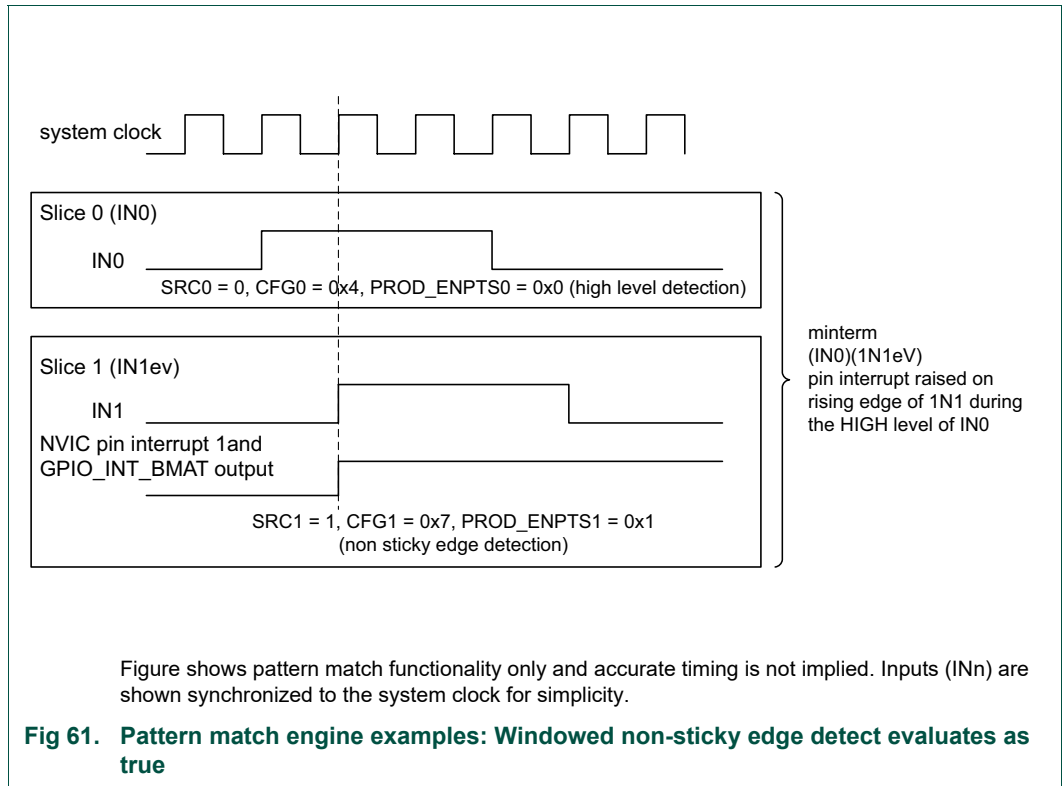 system clock
Slice 0 (IN0)
IN0
SRC0 = 0, CFG0 = 0x4, PROD_ENPTS0 = 0x0 (high level detection)
Slice 1 (IN1ev)
IN1
NVIC pin interrupt 1and
GPIO_INT_BMAT output
SRC1 = 1, CFG1 = 0x7, PROD_ENPTS1 = 0x1
(non sticky edge detection)
minterm
(IN0)(1N1eV)
pin interrupt raised on
rising edge of 1N1 during
the HIGH level of IN0
Figure shows pattern match functionality only and accurate timing is not implied. Inputs (INn) are
shown synchronized to the system clock for simplicity.
Fig 61. Pattern match engine examples: Windowed non-sticky edge detect evaluates as
true